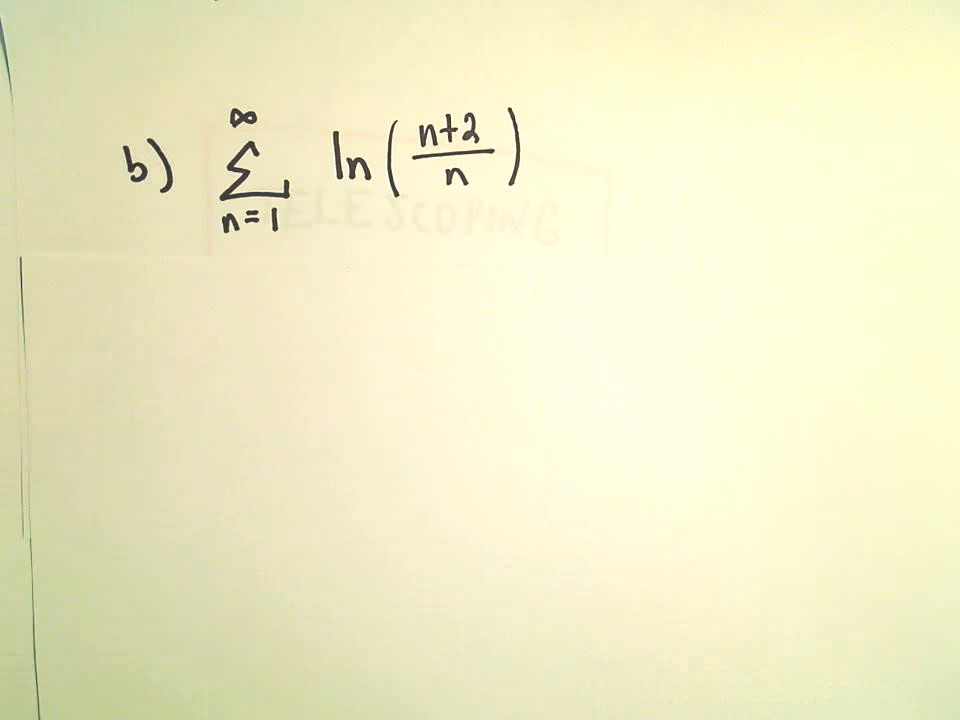 TELESCOPING
b) ∞ Σ n=1 ln(n+2/n)